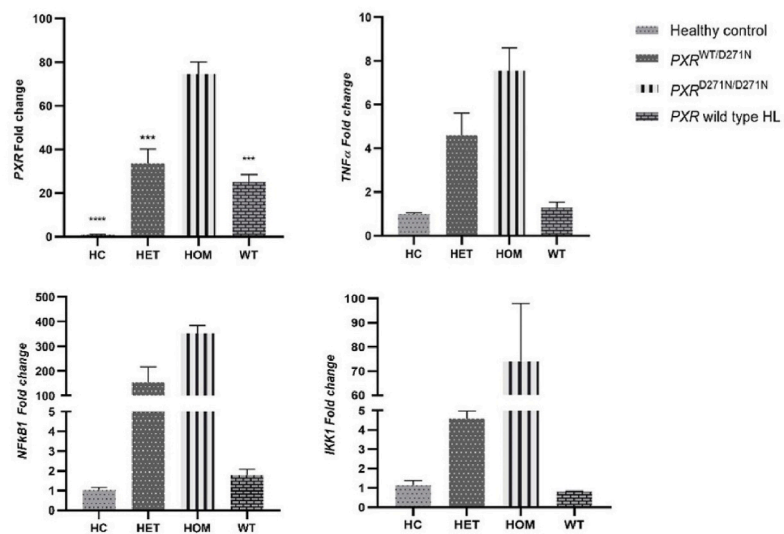 PXR Fold change
100
80
60
40
20
0
****
***
***
HC
HET
HOM
WT
TNFα Fold change
10
8
6
4
2
0
HC
HET
HOM
WT
Healthy control
PXRWT/D271N
PXRD271N/D271N
PXR wild type HL
NFkB1 Fold change
500
400
300
200
100
5
4
3
2
1
0
HC
HET
HOM
WT
IKK1 Fold change
100
90
80
70
60
5
4
3
2
1
0
HC
HET
HOM
WT